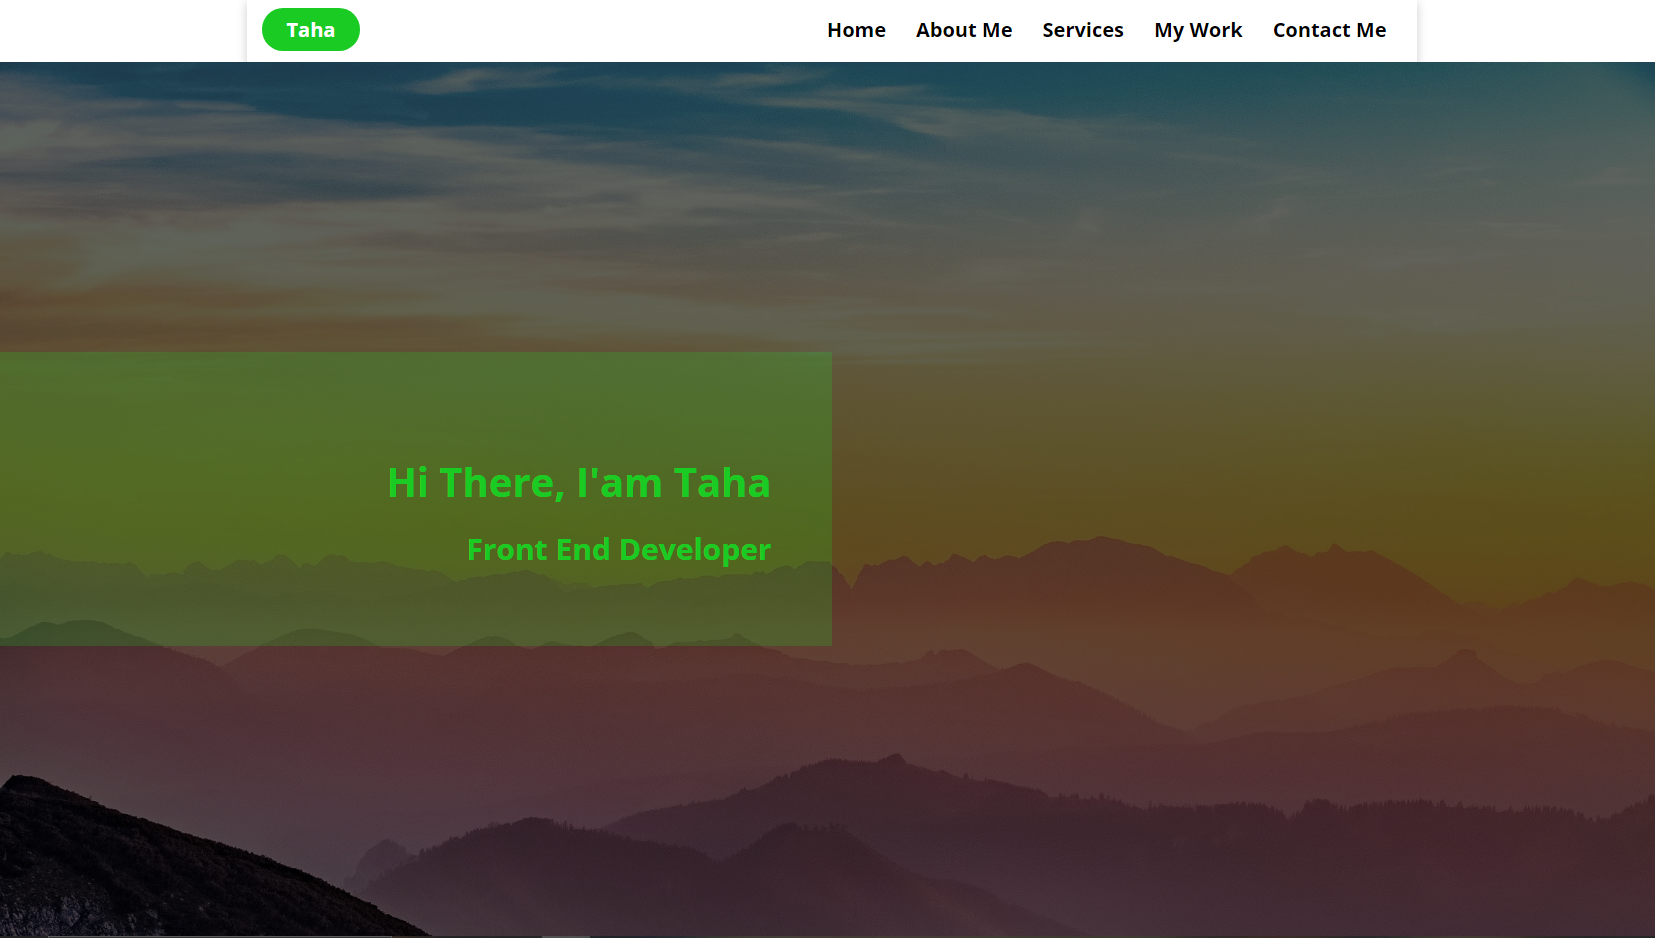 Taha
Home About Me Services My Work Contact Me
Hi There, I'am Taha
Front End Developer